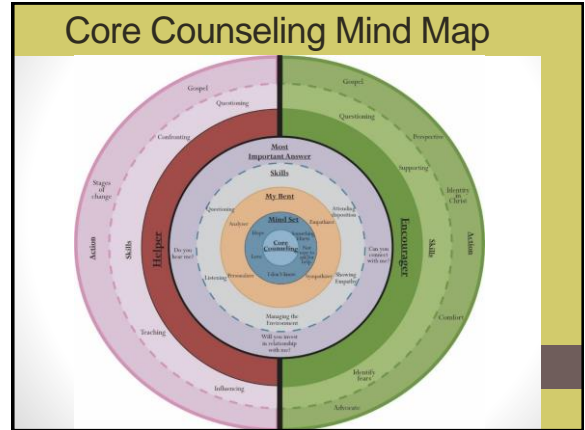 Core Counseling Mind Map
Gospel
Questioning
Confronting
Stages
of
change
Action
Skills
Helper
Teaching
Influencing
Gospel
Questioning
Perspective
Supporting
Identity
in
Christ
Encourager
Skills
Action
Comfort
Identify
fears
Advocate
Most
Important Answer
Do you
hear me?
Can you
connect
with me?
Will you invest
in relationship
with me?
Skills
Questioning
Attending
disposition
Listening
Showing
Empathy
Managing the
Environment
My Bent
Analyzer
Empathizer
Sympathizer
Mind Set
Hope
I don't know
Core
Counseling